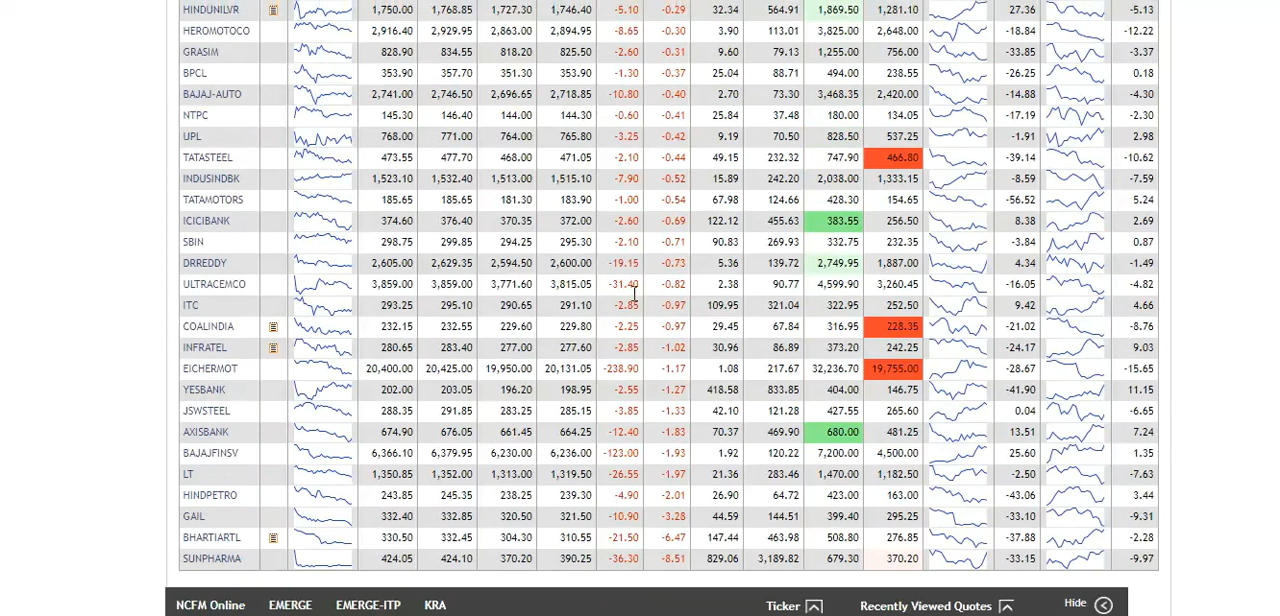 HINDUNILVR 1,750.00 1,768.85 1,727.30 1,746.40 -5.10 -0.29 32.34 564.91 1,869.50 1,281.10 27.36 -5.13
HEROMOTOCO 2,916.40 2,929.95 2,863.00 2,894.95 -8.65 -0.30 3.90 113.01 3,825.00 2,648.00 -18.84 -12.22
GRASIM 828.90 834.55 818.20 825.50 -2.60 -0.31 9.60 79.13 1,255.00 756.00 -33.85 -3.37
BPCL 353.90 357.70 351.30 353.90 -1.30 -0.37 25.04 88.71 494.00 238.55 -26.25 0.18
BAJAJ-AUTO 2,741.00 2,746.50 2,696.65 2,718.85 -10.80 -0.40 2.70 73.30 3,468.35 2,420.00 -14.88 -4.30
NTPC 145.30 146.40 144.00 144.30 -0.60 -0.41 25.84 37.48 180.00 134.05 -17.19 -2.30
UPL 768.00 771.00 764.00 765.80 -3.25 -0.42 9.19 70.50 828.50 537.25 -1.91 2.98
TATASTEEL 473.55 477.70 468.00 471.05 -2.10 -0.44 49.15 232.32 747.90 466.80 -39.14 -10.62
INDUSINDBK 1,523.10 1,532.40 1,513.00 1,515.10 -7.90 -0.52 15.89 242.20 2,038.00 1,333.15 -8.59 -7.59
TATAMOTORS 185.65 185.65 181.30 183.90 -1.00 -0.54 67.98 124.66 428.30 154.65 -56.52 5.24
ICICIBANK 374.60 376.40 370.35 372.00 -2.60 -0.69 122.12 455.63 383.55 256.50 8.38 2.69
SBIN 298.75 299.85 294.25 295.30 -2.10 -0.71 90.83 269.93 332.75 232.35 -3.84 0.87
DRREDDY 2,605.00 2,629.35 2,594.50 2,600.00 -19.15 -0.73 5.36 139.72 2,749.95 1,887.00 4.34 -1.49
ULTRACEMCO 3,859.00 3,859.00 3,771.60 3,815.05 -31.40 -0.82 2.38 90.77 4,599.90 3,260.45 -16.05 -4.82
ITC 293.25 295.10 290.65 291.10 -2.85 -0.97 109.95 321.04 322.95 252.50 9.42 4.66
COALINDIA 232.15 232.55 229.60 229.80 -2.25 -0.97 29.45 67.84 316.95 228.35 -21.02 -8.76
INFRATEL 280.65 283.40 277.00 277.60 -2.85 -1.02 30.96 86.89 373.20 242.25 -24.17 9.03
EICHERMOT 20,400.00 20,425.00 19,950.00 20,131.05 -238.90 -1.17 1.08 217.67 32,236.70 19,755.00 -28.67 -15.65
YESBANK 202.00 203.05 196.20 198.95 -2.55 -1.27 418.58 833.85 404.00 146.75 -41.90 11.15
JSWSTEEL 288.35 291.85 283.25 285.15 -3.85 -1.33 42.10 121.28 427.55 265.60 0.04 -6.65
AXISBANK 674.90 676.05 661.45 664.25 -12.40 -1.83 70.37 469.90 680.00 481.25 13.51 7.24
BAJAJFINSV 6,366.10 6,379.95 6,230.00 6,236.00 -123.00 -1.93 1.92 120.22 7,200.00 4,500.00 25.60 1.35
LT 1,350.85 1,352.00 1,313.00 1,319.50 -26.55 -1.97 21.36 283.46 1,470.00 1,182.50 -2.50 -7.63
HINDPETRO 243.85 245.35 238.25 239.30 -4.90 -2.01 26.90 64.72 423.00 163.00 -43.06 3.44
GAIL 332.40 332.85 320.50 321.50 -10.90 -3.28 44.59 144.51 399.40 295.25 -33.10 -9.31
BHARTIARTL 330.50 332.45 304.30 310.55 -21.50 -6.47 147.44 463.98 508.80 276.85 -37.88 -2.28
SUNPHARMA 424.05 424.10 370.20 390.25 -36.30 -8.51 829.06 3,189.82 679.30 370.20 -33.15 -9.97
NCFM Online EMERGE EMERGE-ITP KRA Ticker Recently Viewed Quotes Hide